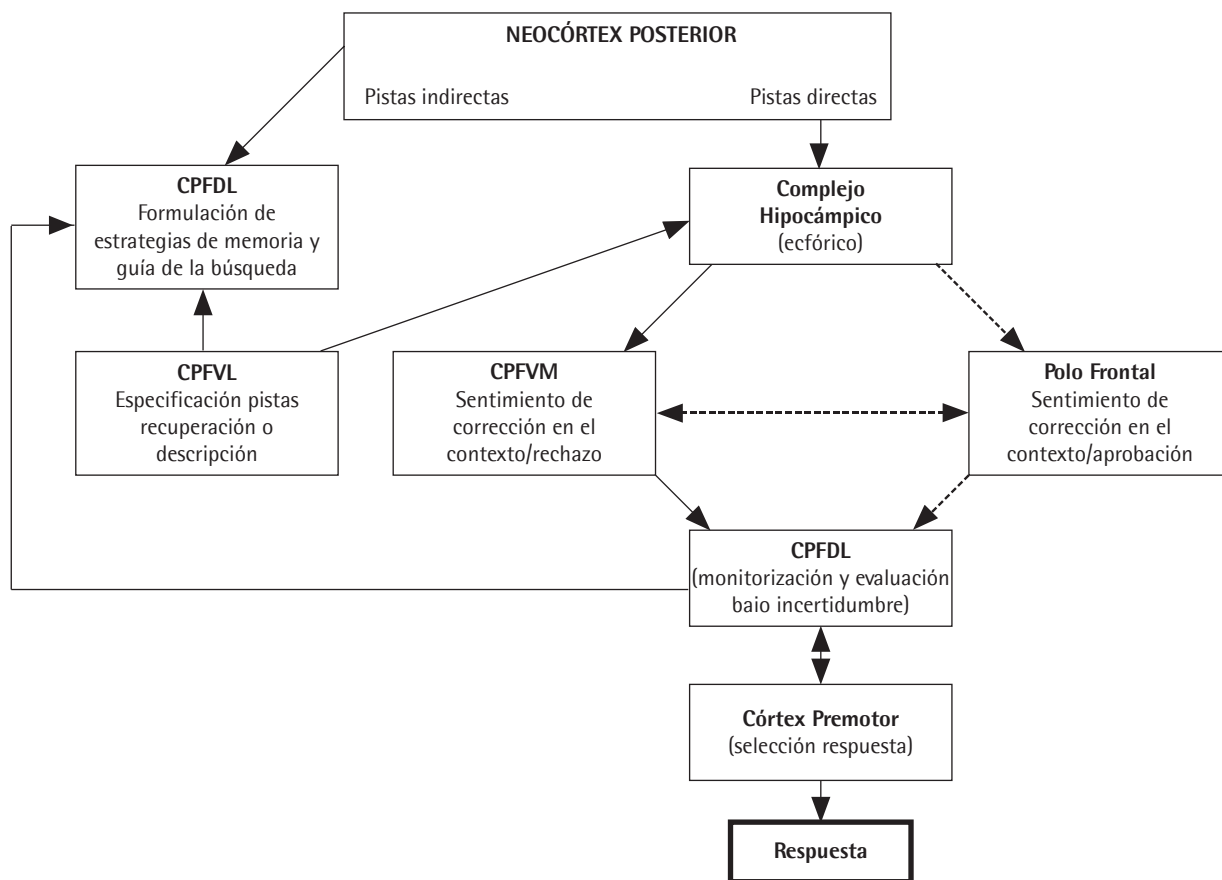 NEOCÓRTEX POSTERIOR
Pistas indirectas
Pistas directas
CPFDL
Formulación de
estrategias de memoria y
guía de la búsqueda
Complejo
Hipocámpico
(ecfórico)
CPFVL
Especificación pistas
recuperación o
descripción
CPFVM
Sentimiento de
corrección en el
contexto/rechazo
Polo Frontal
Sentimiento de
corrección en el
contexto/aprobación
CPFDL
(monitorización y evaluación
baio incertidumbre)
Córtex Premotor
(selección respuesta)
Respuesta